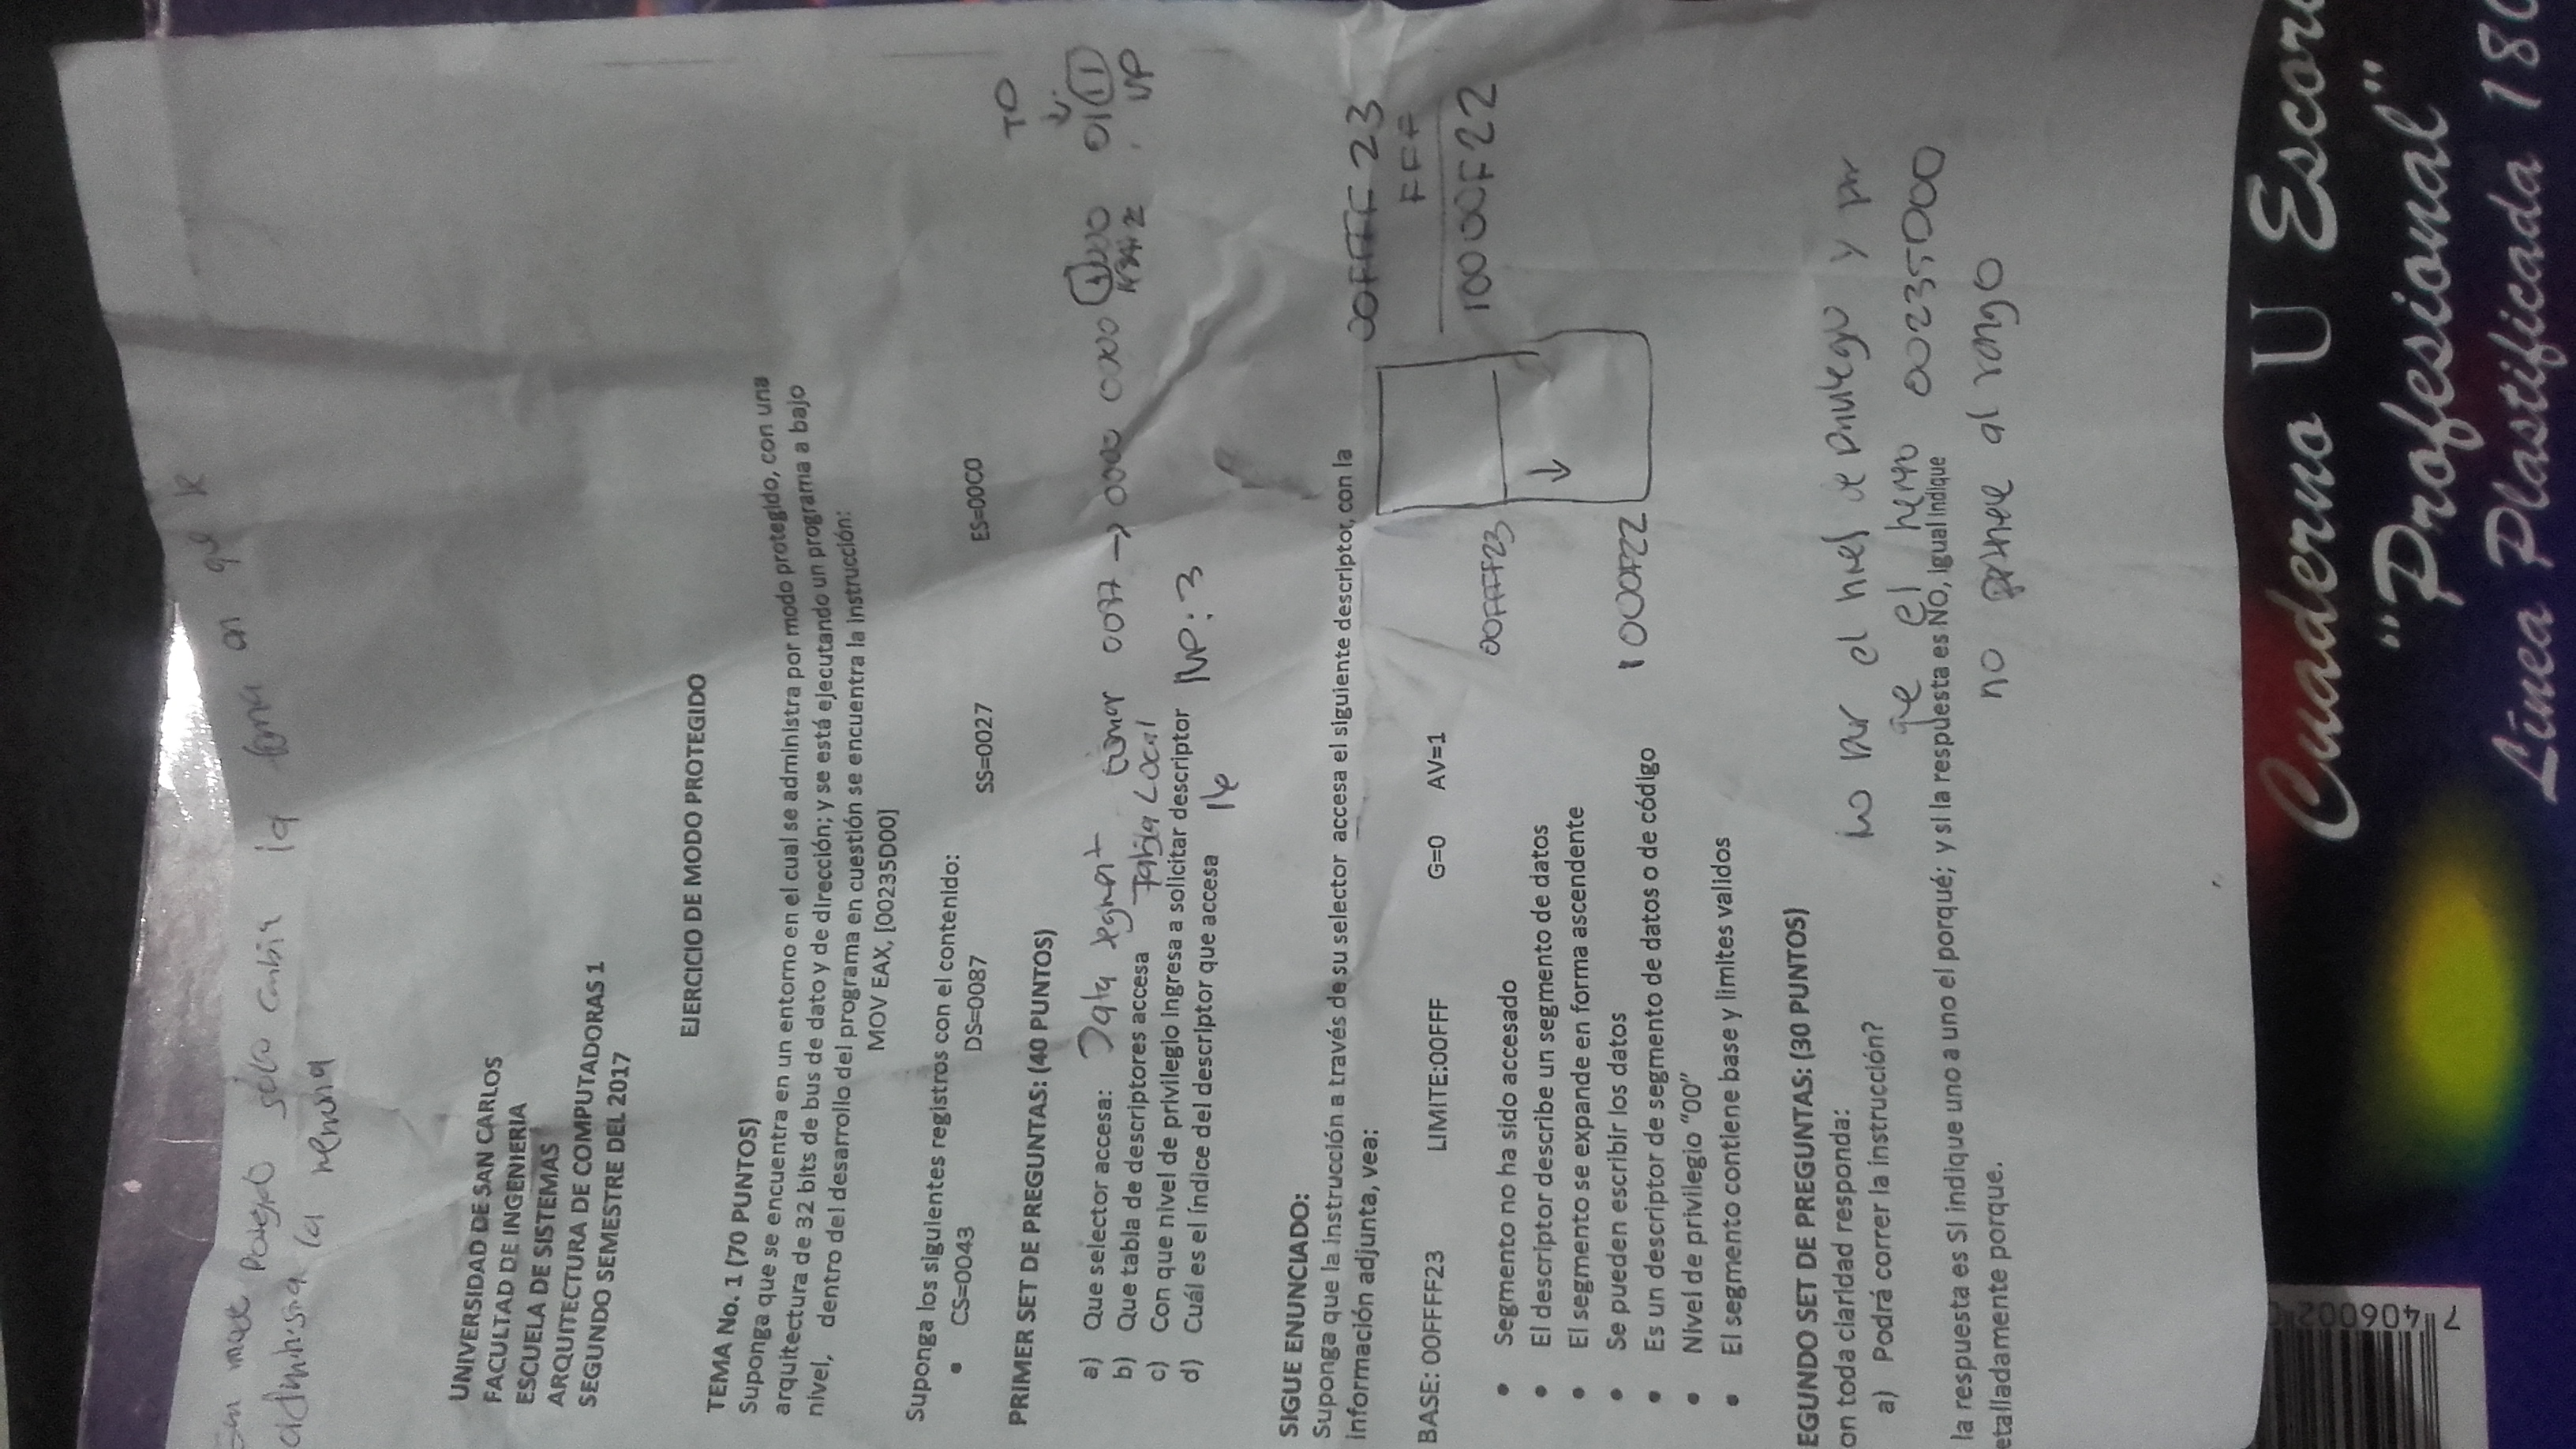 modo
solo cambia la forma en que se
administra la memoria
UNIVERSIDAD DE SAN CARLOS
FACULTAD DE INGENIERIA
ESCUELA DE SISTEMAS
ARQUITECTURA DE COMPUTADORAS 1
SEGUNDO SEMESTRE DEL 2017
EJERCICIO DE MODO PROTEGIDO
TEMA No. 1 (70 PUNTOS)
Suponga que se encuentra en un entorno en el cual se administra por modo protegido, con una
arquitectura de 32 bits de bus de dato y de dirección; y se está ejecutando un programa a bajo
nivel, dentro del desarrollo del programa en cuestión se encuentra la instrucción:
MOV EAX, [00235D00]
Suponga los siguientes registros con el contenido:
• CS=0043 DS=0087 SS=0027 ES=00C0
PRIMER SET DE PREGUNTAS: (40 PUNTOS)
TO
a) Que selector accesa: Data segment tomar → 0000 0000 1000 01 11
b) Que tabla de descriptores accesa Tabla Local NP
c) Con que nivel de privilegio ingresa a solicitar descriptor NP: 3
d) Cuál es el índice del descriptor que accesa 16
SIGUE ENUNCIADO:
Suponga que la instrucción a través de su selector accesa el siguiente descriptor, con la
información adjunta, vea:
00FFFF23
FFF
BASE: 00FFFF23 LIMITE:00FFF G=0 AV=1
10000F22
00FFFF23
• Segmento no ha sido accesado
• El descriptor describe un segmento de datos
• El segmento se expande en forma ascendente
• Se pueden escribir los datos
1000F22
• Es un descriptor de segmento de datos o de código
• Nivel de privilegio “00”
• El segmento contiene base y limites validos
EGUNDO SET DE PREGUNTAS: (30 PUNTOS)
on toda claridad responda:
a) Podrá correr la instrucción? No por el nivel de privilegio y por
que el 00235D00
la respuesta es SI indique uno a uno el porqué; y si la respuesta es NO, igual indique
etalladamente porque.
no pertenece al rango
7 406002
Cuaderno U Escor
“Profesional”
Línea Plastificada 180